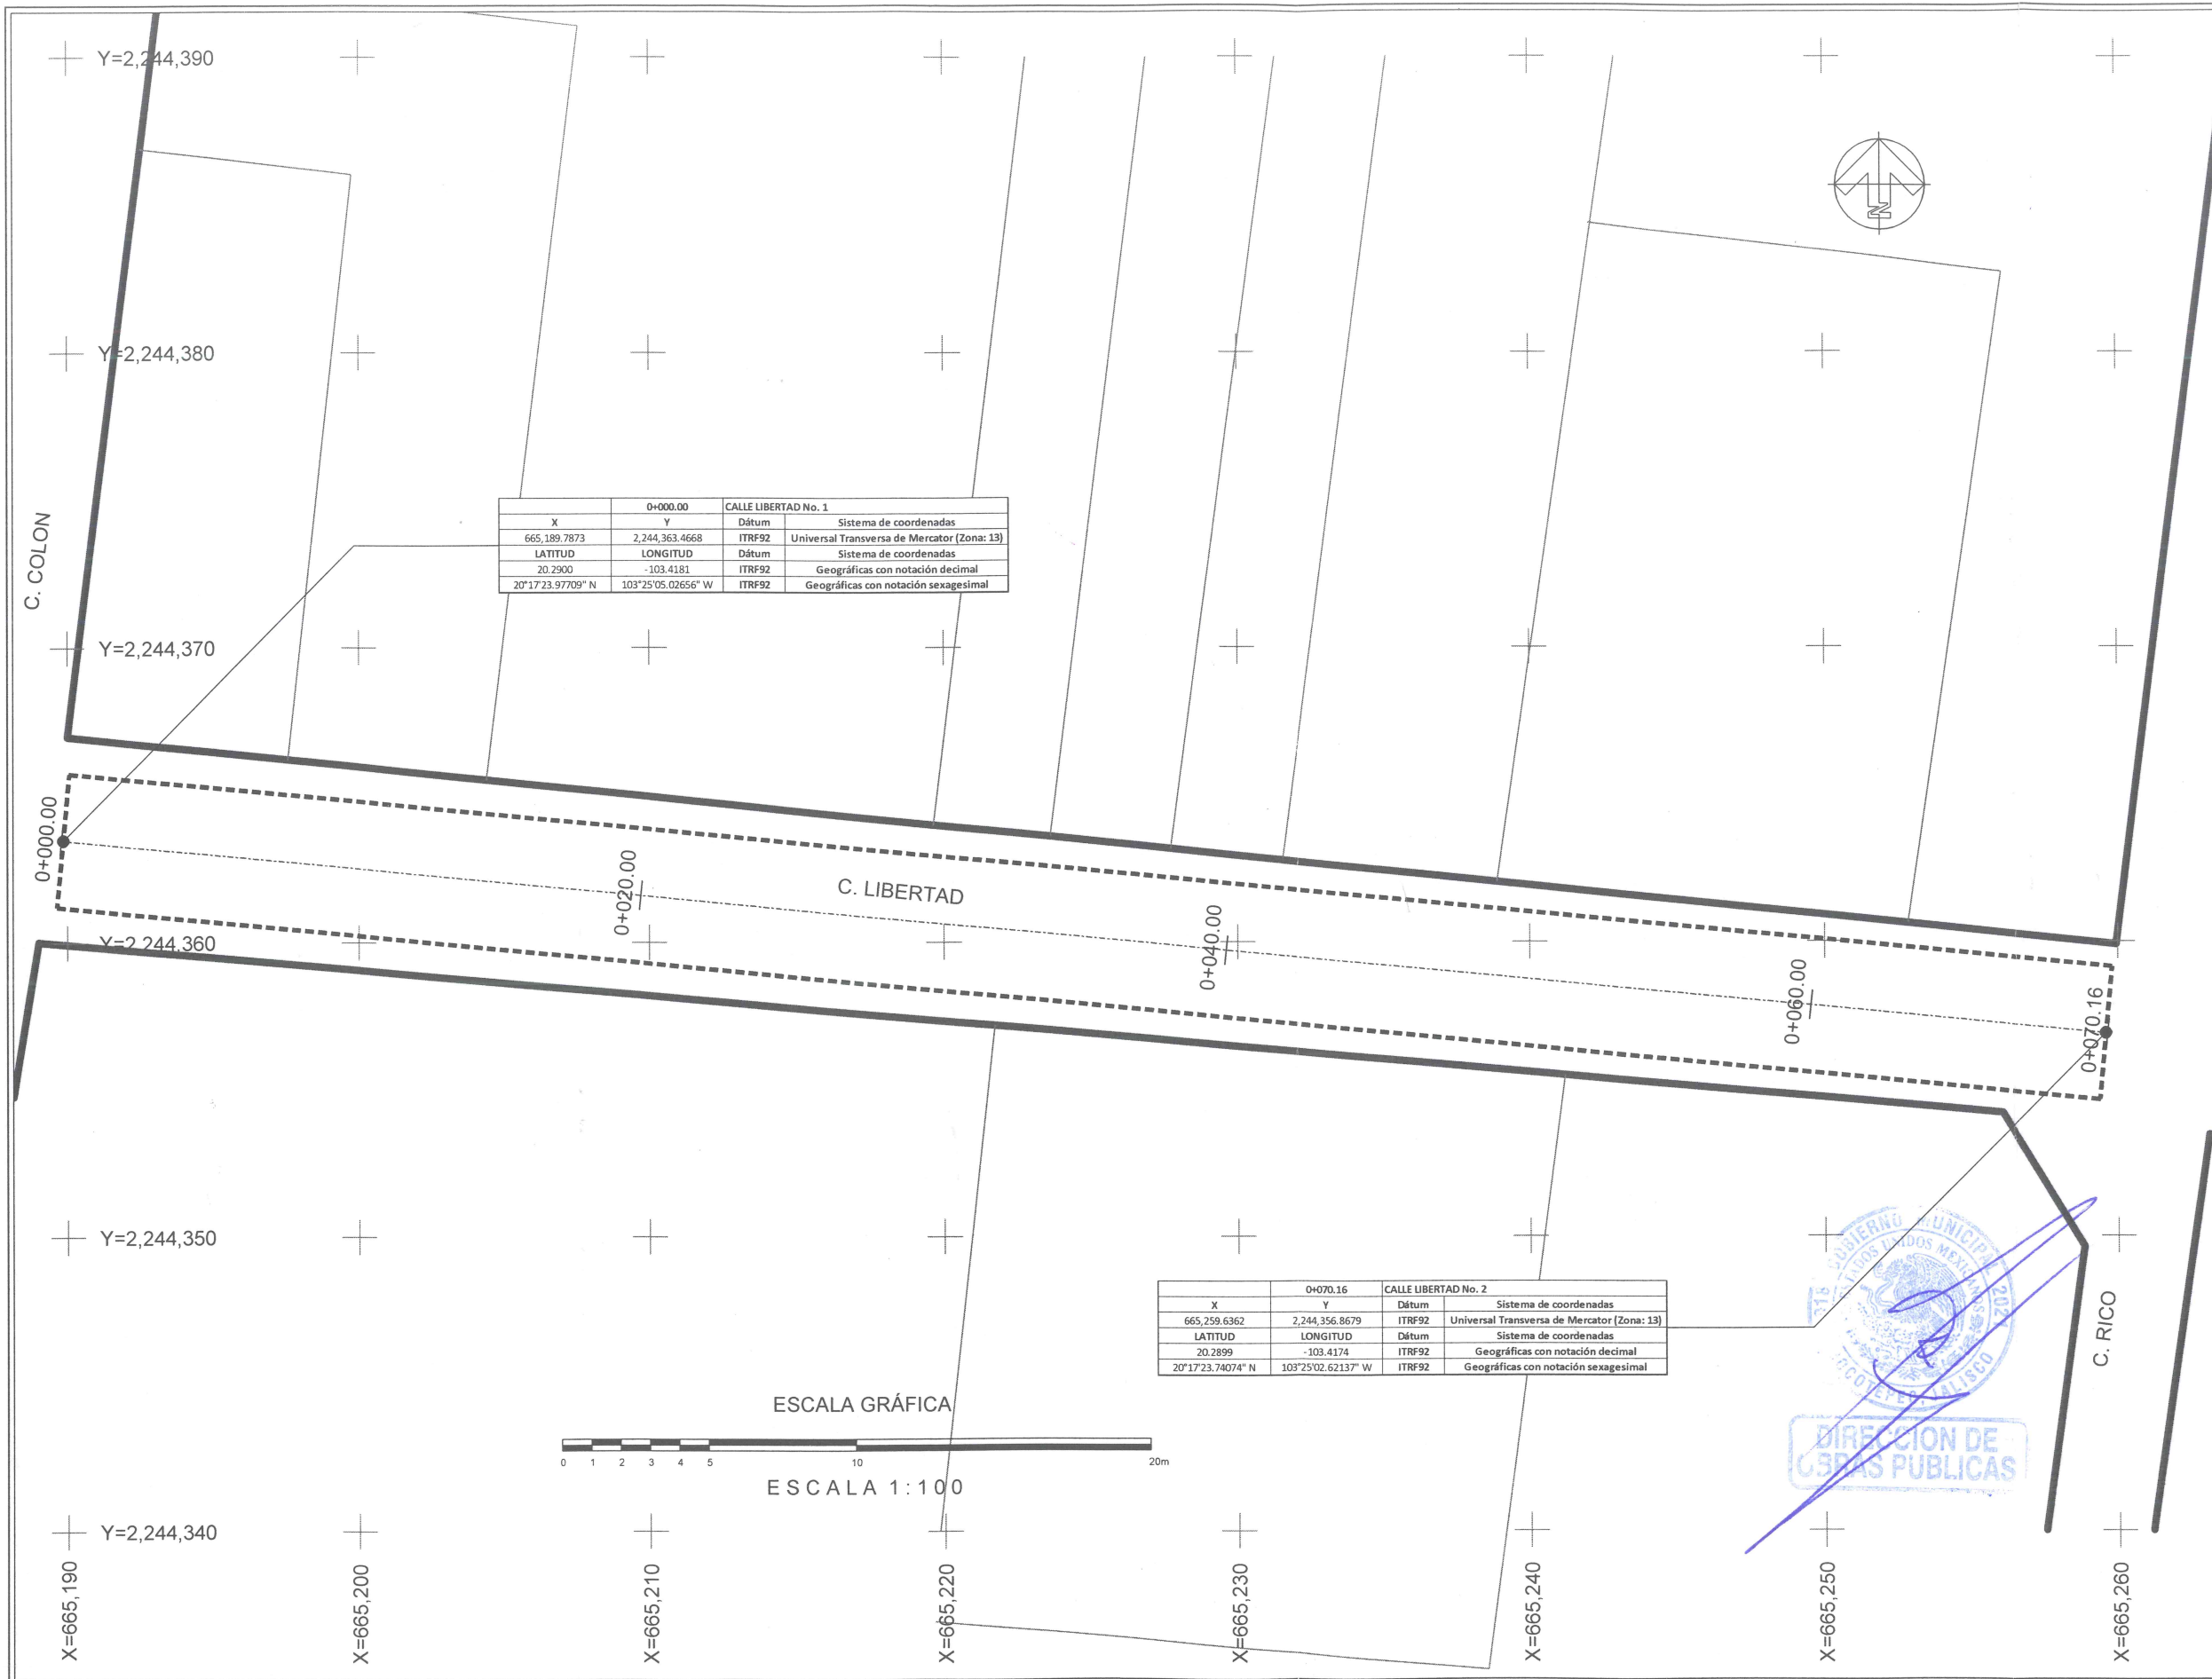 Y=2,244,390
N
Y=2,244,380
0+000.00 CALLE LIBERTAD No. 1
X Y Dátum Sistema de coordenadas
665,189.7873 2,244,363.4668 ITRF92 Universal Transversa de Mercator (Zona: 13)
LATITUD LONGITUD Dátum Sistema de coordenadas
20.2900 -103.4181 ITRF92 Geográficas con notación decimal
20°17'23.97709" N 103°25'05.02656" W ITRF92 Geográficas con notación sexagesimal
C. COLON
Y=2,244,370
0+000.00
0+020.00
C. LIBERTAD
0+040.00
0+060.00
0+070.16
Y=2,244,360
Y=2,244,350
0+070.16 CALLE LIBERTAD No. 2
X Y Dátum Sistema de coordenadas
665,259.6362 2,244,356.8679 ITRF92 Universal Transversa de Mercator (Zona: 13)
LATITUD LONGITUD Dátum Sistema de coordenadas
20.2899 -103.4174 ITRF92 Geográficas con notación decimal
20°17'23.74074" N 103°25'02.62137" W ITRF92 Geográficas con notación sexagesimal
GOBIERNO MUNICIPAL
ESTADOS UNIDOS MEXICANOS
JOCOTEPEC, JALISCO
DIRECCION DE
OBRAS PUBLICAS
C. RICO
ESCALA GRÁFICA
0 1 2 3 4 5 10 20m
ESCALA 1:100
Y=2,244,340
X=665,190
X=665,200
X=665,210
X=665,220
X=665,230
X=665,240
X=665,250
X=665,260